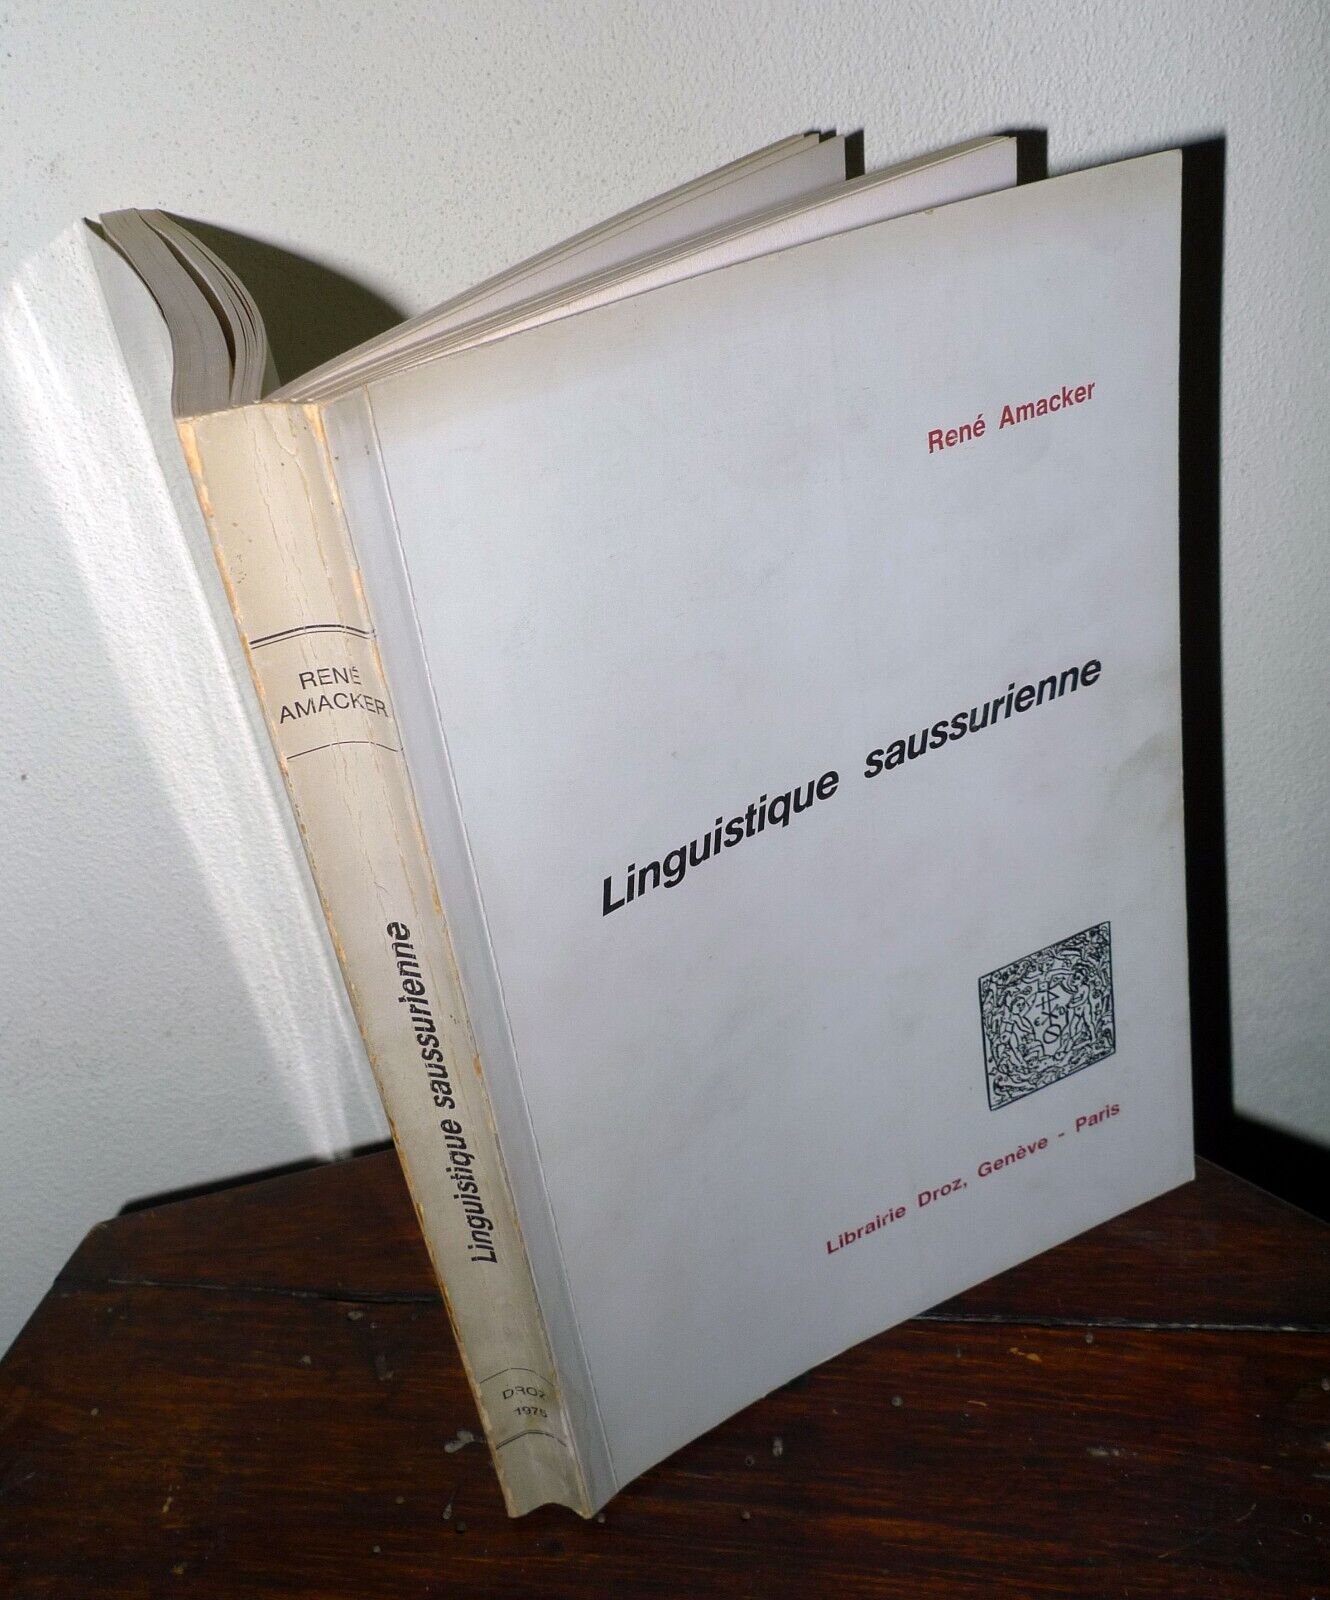 René Amacker
Linguistique saussurienne
Librairie Droz, Genève - Paris
RENÉ
AMACKER
Linguistique saussurienne
DROZ
1975